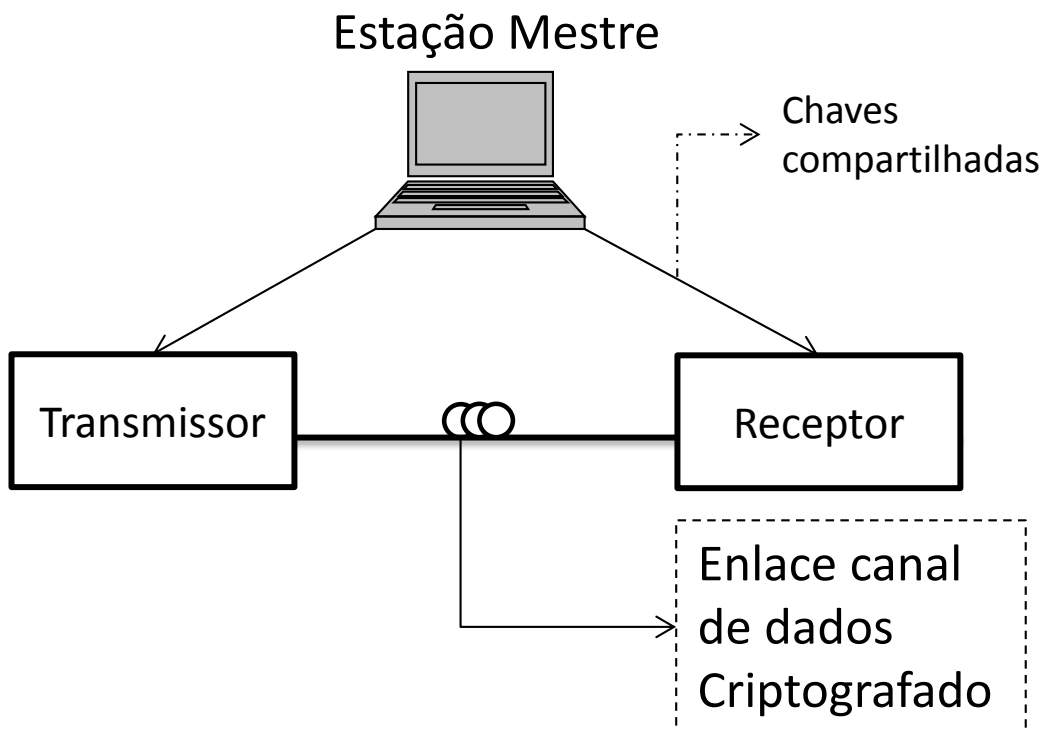 Estação Mestre
Chaves
compartilhadas
Transmissor
Receptor
Enlace canal
de dados
Criptografado